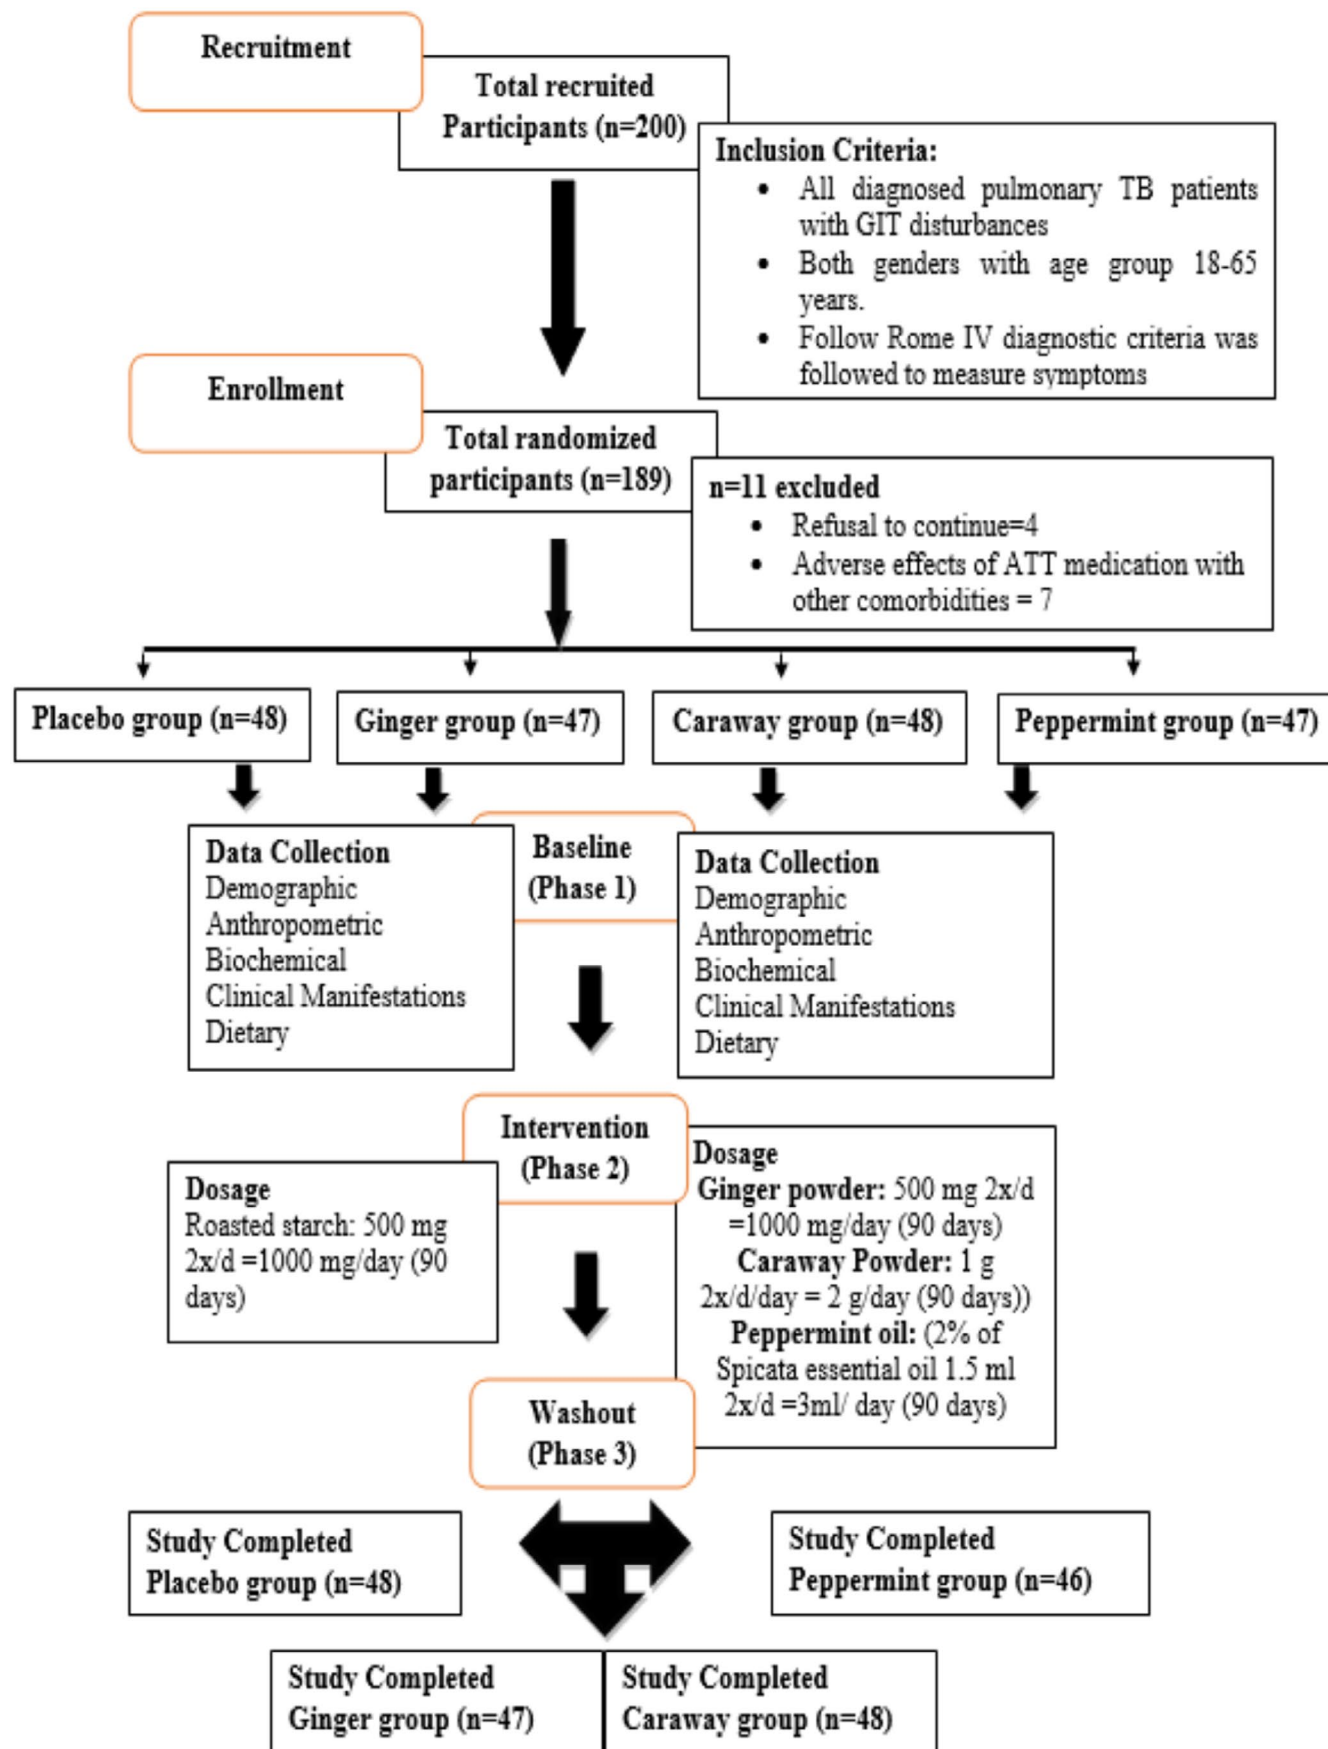 Recruitment
Total recruited
Participants (n=200)
Inclusion Criteria:
• All diagnosed pulmonary TB patients
with GIT disturbances
• Both genders with age group 18-65
years.
• Follow Rome IV diagnostic criteria was
followed to measure symptoms
Enrollment
Total randomized
participants (n=189)
n=11 excluded
• Refusal to continue=4
• Adverse effects of ATT medication with
other comorbidities = 7
Placebo group (n=48)
Ginger group (n=47)
Caraway group (n=48)
Peppermint group (n=47)
Data Collection
Demographic
Anthropometric
Biochemical
Clinical Manifestations
Dietary
Baseline
(Phase 1)
Data Collection
Demographic
Anthropometric
Biochemical
Clinical Manifestations
Dietary
Intervention
(Phase 2)
Dosage
Roasted starch: 500 mg
2x/d =1000 mg/day (90
days)
Dosage
Ginger powder: 500 mg 2x/d
=1000 mg/day (90 days)
Caraway Powder: 1 g
2x/d/day = 2 g/day (90 days))
Peppermint oil: (2% of
Spicata essential oil 1.5 ml
2x/d =3ml/ day (90 days)
Washout
(Phase 3)
Study Completed
Placebo group (n=48)
Study Completed
Peppermint group (n=46)
Study Completed
Ginger group (n=47)
Study Completed
Caraway group (n=48)